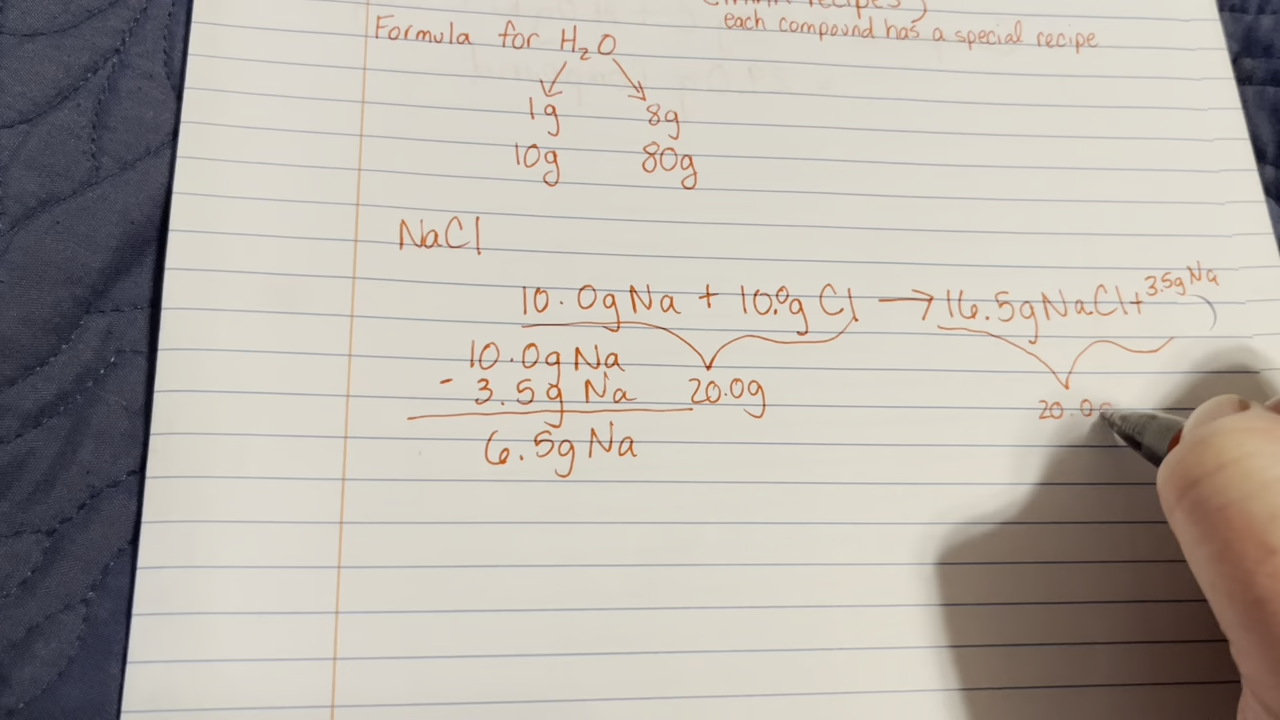 recipes)
each compound has a special recipe
Formula for H₂O
1g 8g
10g 80g
NaCl
10.0g Na + 10.0g Cl → 16.5g NaCl + 3.5g Na
10.0g Na
- 3.5g Na 20.0g 20.0g
6.5g Na